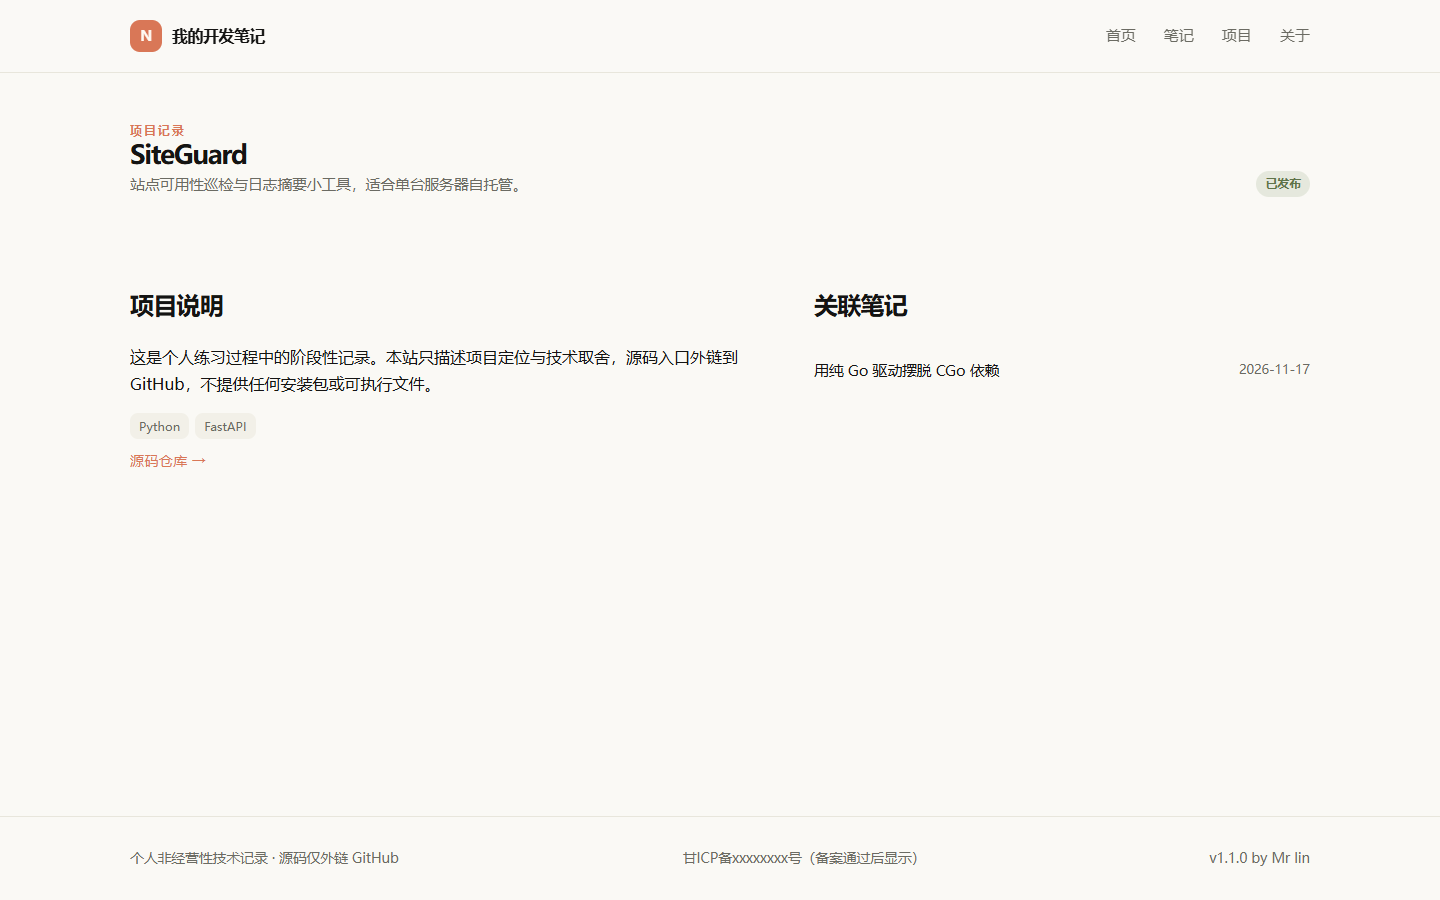 N 我的开发笔记
首页 笔记 项目 关于
项目记录
SiteGuard
站点可用性巡检与日志摘要小工具，适合单台服务器自托管。
已发布
项目说明
这是个人练习过程中的阶段性记录。本站只描述项目定位与技术取舍，源码入口外链到
GitHub，不提供任何安装包或可执行文件。
Python FastAPI
源码仓库 →
关联笔记
用纯 Go 驱动摆脱 CGo 依赖 2026-11-17
个人非经营性技术记录 · 源码仅外链 GitHub
甘ICP备xxxxxxxx号（备案通过后显示）
v1.1.0 by Mr lin